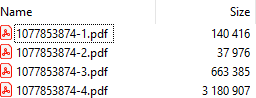 Name Size
1077853874-1.pdf 140 416
1077853874-2.pdf 37 976
1077853874-3.pdf 663 385
1077853874-4.pdf 3 180 907